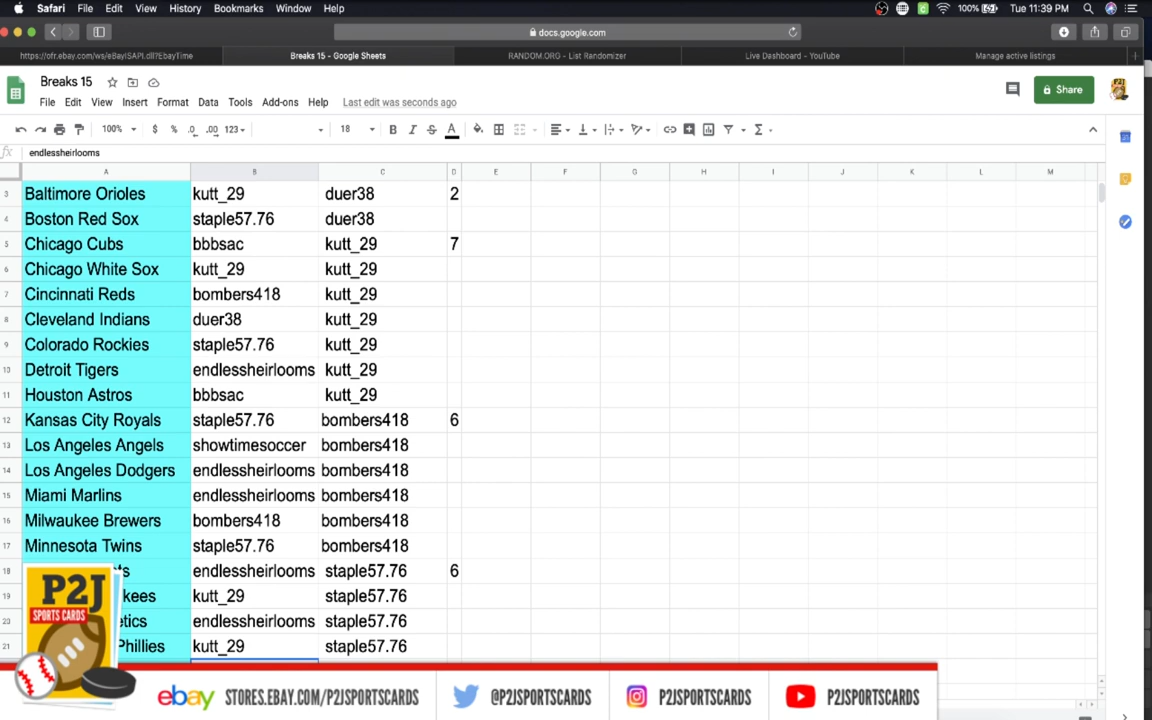 Safari File Edit View History Bookmarks Window Help 100% Tue 11:39 PM
docs.google.com
https://ofr.ebay.com/ws/eBayISAPI.dll?EbayTime Breaks 15 - Google Sheets RANDOM.ORG - List Randomizer Live Dashboard - YouTube Manage active listings
Breaks 15
File Edit View Insert Format Data Tools Add-ons Help Last edit was seconds ago Share
100% $ % .0 .00 123 18 B I S A
fx endlessheirlooms
A B C D E F G H I J K L M
3 Baltimore Orioles kutt_29 duer38 2
4 Boston Red Sox staple57.76 duer38
5 Chicago Cubs bbbsac kutt_29 7
6 Chicago White Sox kutt_29 kutt_29
7 Cincinnati Reds bombers418 kutt_29
8 Cleveland Indians duer38 kutt_29
9 Colorado Rockies staple57.76 kutt_29
10 Detroit Tigers endlessheirlooms kutt_29
11 Houston Astros bbbsac kutt_29
12 Kansas City Royals staple57.76 bombers418 6
13 Los Angeles Angels showtimesoccer bombers418
14 Los Angeles Dodgers endlessheirlooms bombers418
15 Miami Marlins endlessheirlooms bombers418
16 Milwaukee Brewers bombers418 bombers418
17 Minnesota Twins staple57.76 bombers418
18 ts endlessheirlooms staple57.76 6
19 kees kutt_29 staple57.76
20 etics endlessheirlooms staple57.76
21 Phillies kutt_29 staple57.76
P2J
SPORTS CARDS
ebay STORES.EBAY.COM/P2JSPORTSCARDS @P2JSPORTSCARDS P2JSPORTSCARDS P2JSPORTSCARDS